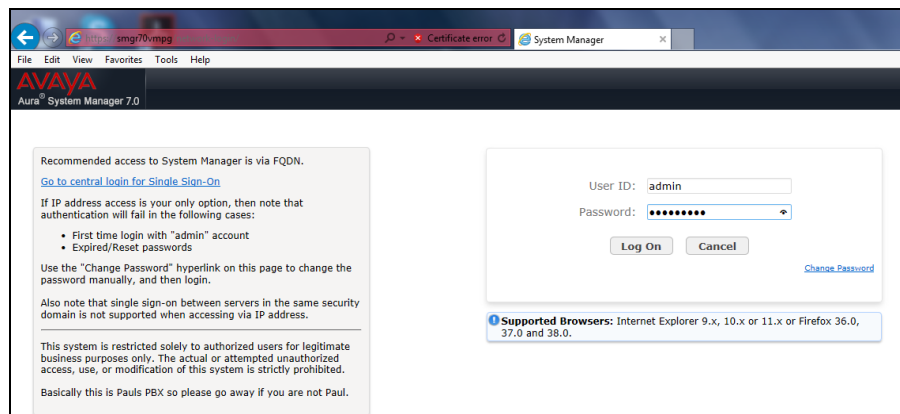 https smgr70vmpg
Certificate error
System Manager
File Edit View Favorites Tools Help
AVAYA
Aura® System Manager 7.0
Recommended access to System Manager is via FQDN.
Go to central login for Single Sign-On
If IP address access is your only option, then note that
authentication will fail in the following cases:
• First time login with "admin" account
• Expired/Reset passwords
Use the "Change Password" hyperlink on this page to change the
password manually, and then login.
Also note that single sign-on between servers in the same security
domain is not supported when accessing via IP address.
This system is restricted solely to authorized users for legitimate
business purposes only. The actual or attempted unauthorized
access, use, or modification of this system is strictly prohibited.
Basically this is Pauls PBX so please go away if you are not Paul.
User ID: admin
Password: •••••••••
Log On Cancel
Change Password
Supported Browsers: Internet Explorer 9.x, 10.x or 11.x or Firefox 36.0,
37.0 and 38.0.